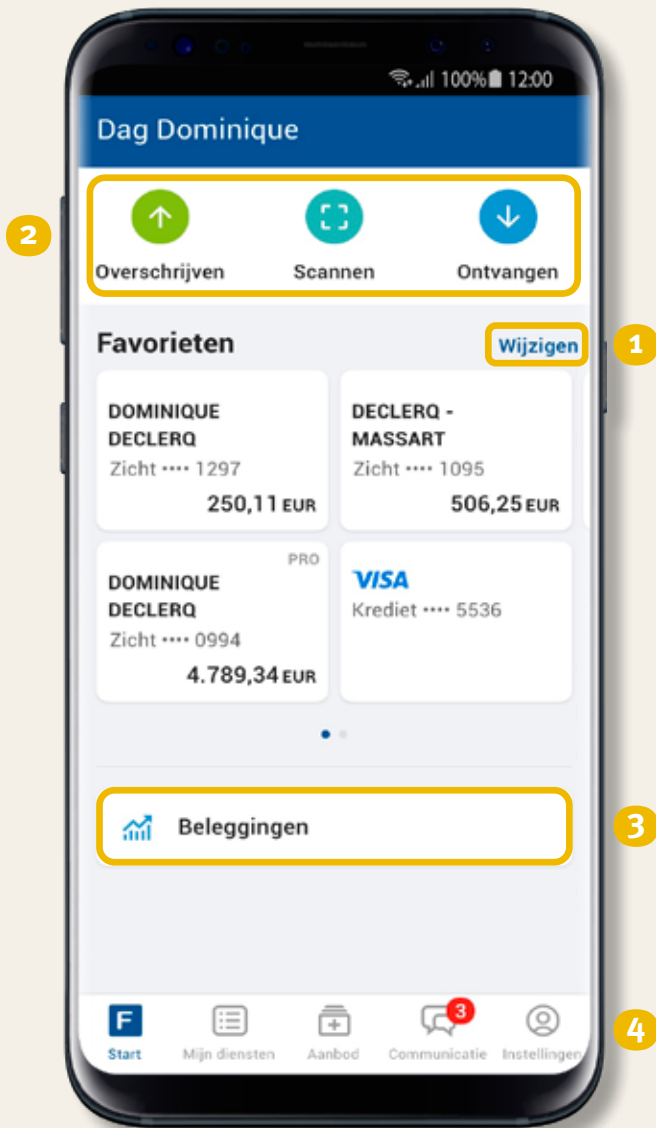 100% 12:00
Dag Dominique
2
Overschrijven Scannen Ontvangen
Favorieten Wijzigen 1
DOMINIQUE
DECLERQ
Zicht •••• 1297
250,11 EUR
DECLERQ -
MASSART
Zicht •••• 1095
506,25 EUR
PRO
DOMINIQUE
DECLERQ
Zicht •••• 0994
4.789,34 EUR
VISA
Krediet •••• 5536
Beleggingen 3
F
3
Start Mijn diensten Aanbod Communicatie Instellingen 4